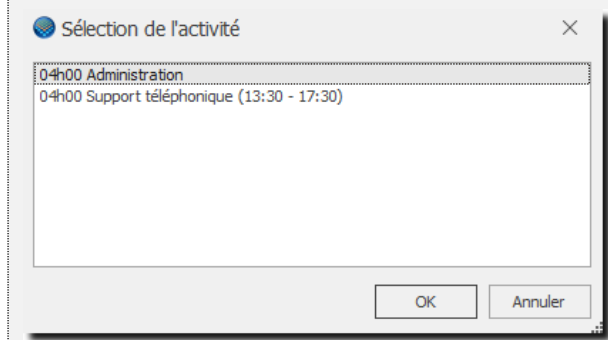 Sélection de l'activité
04h00 Administration
04h00 Support téléphonique (13:30 - 17:30)
OK
Annuler